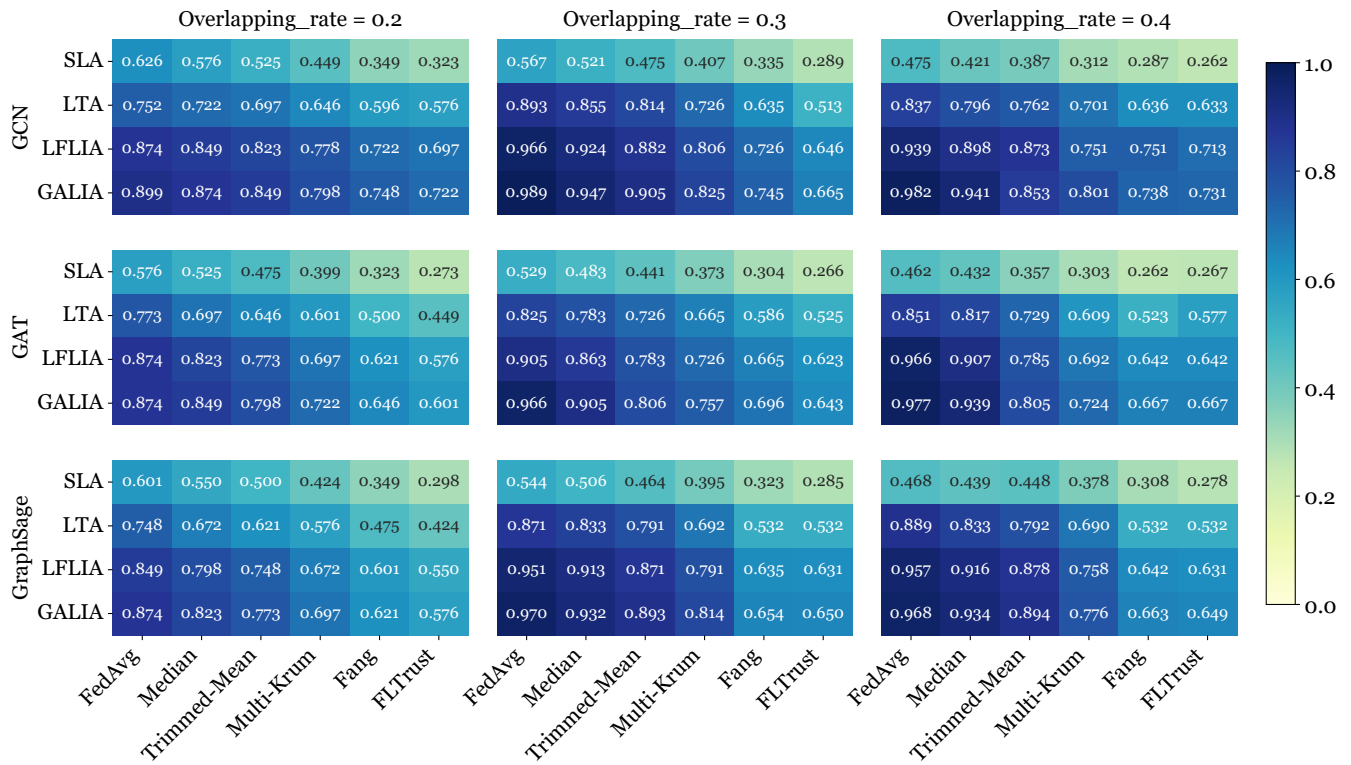 Overlapping_rate = 0.2 Overlapping_rate = 0.3 Overlapping_rate = 0.4
GCN
SLA 0.626 0.576 0.525 0.449 0.349 0.323 0.567 0.521 0.475 0.407 0.335 0.289 0.475 0.421 0.387 0.312 0.287 0.262
LTA 0.752 0.722 0.697 0.646 0.596 0.576 0.893 0.855 0.814 0.726 0.635 0.513 0.837 0.796 0.762 0.701 0.636 0.633
LFLIA 0.874 0.849 0.823 0.778 0.722 0.697 0.966 0.924 0.882 0.806 0.726 0.646 0.939 0.898 0.873 0.751 0.751 0.713
GALIA 0.899 0.874 0.849 0.798 0.748 0.722 0.989 0.947 0.905 0.825 0.745 0.665 0.982 0.941 0.853 0.801 0.738 0.731
GAT
SLA 0.576 0.525 0.475 0.399 0.323 0.273 0.529 0.483 0.441 0.373 0.304 0.266 0.462 0.432 0.357 0.303 0.262 0.267
LTA 0.773 0.697 0.646 0.601 0.500 0.449 0.825 0.783 0.726 0.665 0.586 0.525 0.851 0.817 0.729 0.609 0.523 0.577
LFLIA 0.874 0.823 0.773 0.697 0.621 0.576 0.905 0.863 0.783 0.726 0.665 0.623 0.966 0.907 0.785 0.692 0.642 0.642
GALIA 0.874 0.849 0.798 0.722 0.646 0.601 0.966 0.905 0.806 0.757 0.696 0.643 0.977 0.939 0.805 0.724 0.667 0.667
GraphSage
SLA 0.601 0.550 0.500 0.424 0.349 0.298 0.544 0.506 0.464 0.395 0.323 0.285 0.468 0.439 0.448 0.378 0.308 0.278
LTA 0.748 0.672 0.621 0.576 0.475 0.424 0.871 0.833 0.791 0.692 0.532 0.532 0.889 0.833 0.792 0.690 0.532 0.532
LFLIA 0.849 0.798 0.748 0.672 0.601 0.550 0.951 0.913 0.871 0.791 0.635 0.631 0.957 0.916 0.878 0.758 0.642 0.631
GALIA 0.874 0.823 0.773 0.697 0.621 0.576 0.970 0.932 0.893 0.814 0.654 0.650 0.968 0.934 0.894 0.776 0.663 0.649
FedAvg Median Trimmed-Mean Multi-Krum Fang FLTrust FedAvg Median Trimmed-Mean Multi-Krum Fang FLTrust FedAvg Median Trimmed-Mean Multi-Krum Fang FLTrust
1.0
0.8
0.6
0.4
0.2
0.0